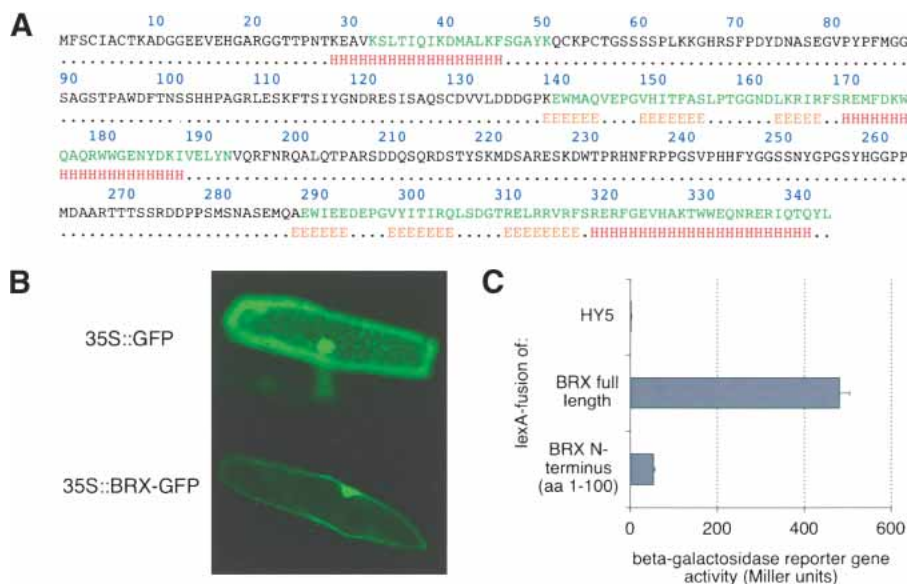 A
10 20 30 40 50 60 70 80
MFSCIACTKADGGEEVEHGARGGTTPNTKEAVKSLTIQIKDMALKFSGAYKQCKPCTGSSSSPLKKGHRSFPDYDNASEGVPYPFMGG
............................HHHHHHHHHHHHHHHHHH..........................................
90 100 110 120 130 140 150 160 170
SAGSTPAWDFTNSSHHPAGRLESKFTSIYGNDRESISAQSCDVVLDDDGPKEWMAQVEPGVHITFASLPTGGNDLKRIRFSREMFDKW
..................................................EEEEEE....EEEEEEE.......EEEEE..HHHHHHH
180 190 200 210 220 230 240 250 260
QAQRWWGENYDKIVELYNVQRFNRQALQTPARSDDQSQRDSTYSKMDSARESKDWTPRHNFRPPGSVPHHFYGGSSNYGPGSYHGGPP
HHHHHHHHHHHHH...........................................................................
270 280 290 300 310 320 330 340
MDAARTTTSSRDDPPSMSNASEMQAEWIEEDEPGVYITIRQLSDGTRELRRVRFSRERFGEVHAKTWWEQNRERIQTQYL
........................EEEEEE....EEEEEEE.....EEEEEEEE.HHHHHHHHHHHHHHHHHHHHHHH..
B
35S::GFP
35S::BRX-GFP
C
lexA-fusion of:
HY5
BRX full
length
BRX N-
terminus
(aa 1-100)
0 200 400 600
beta-galactosidase reporter gene
activity (Miller units)